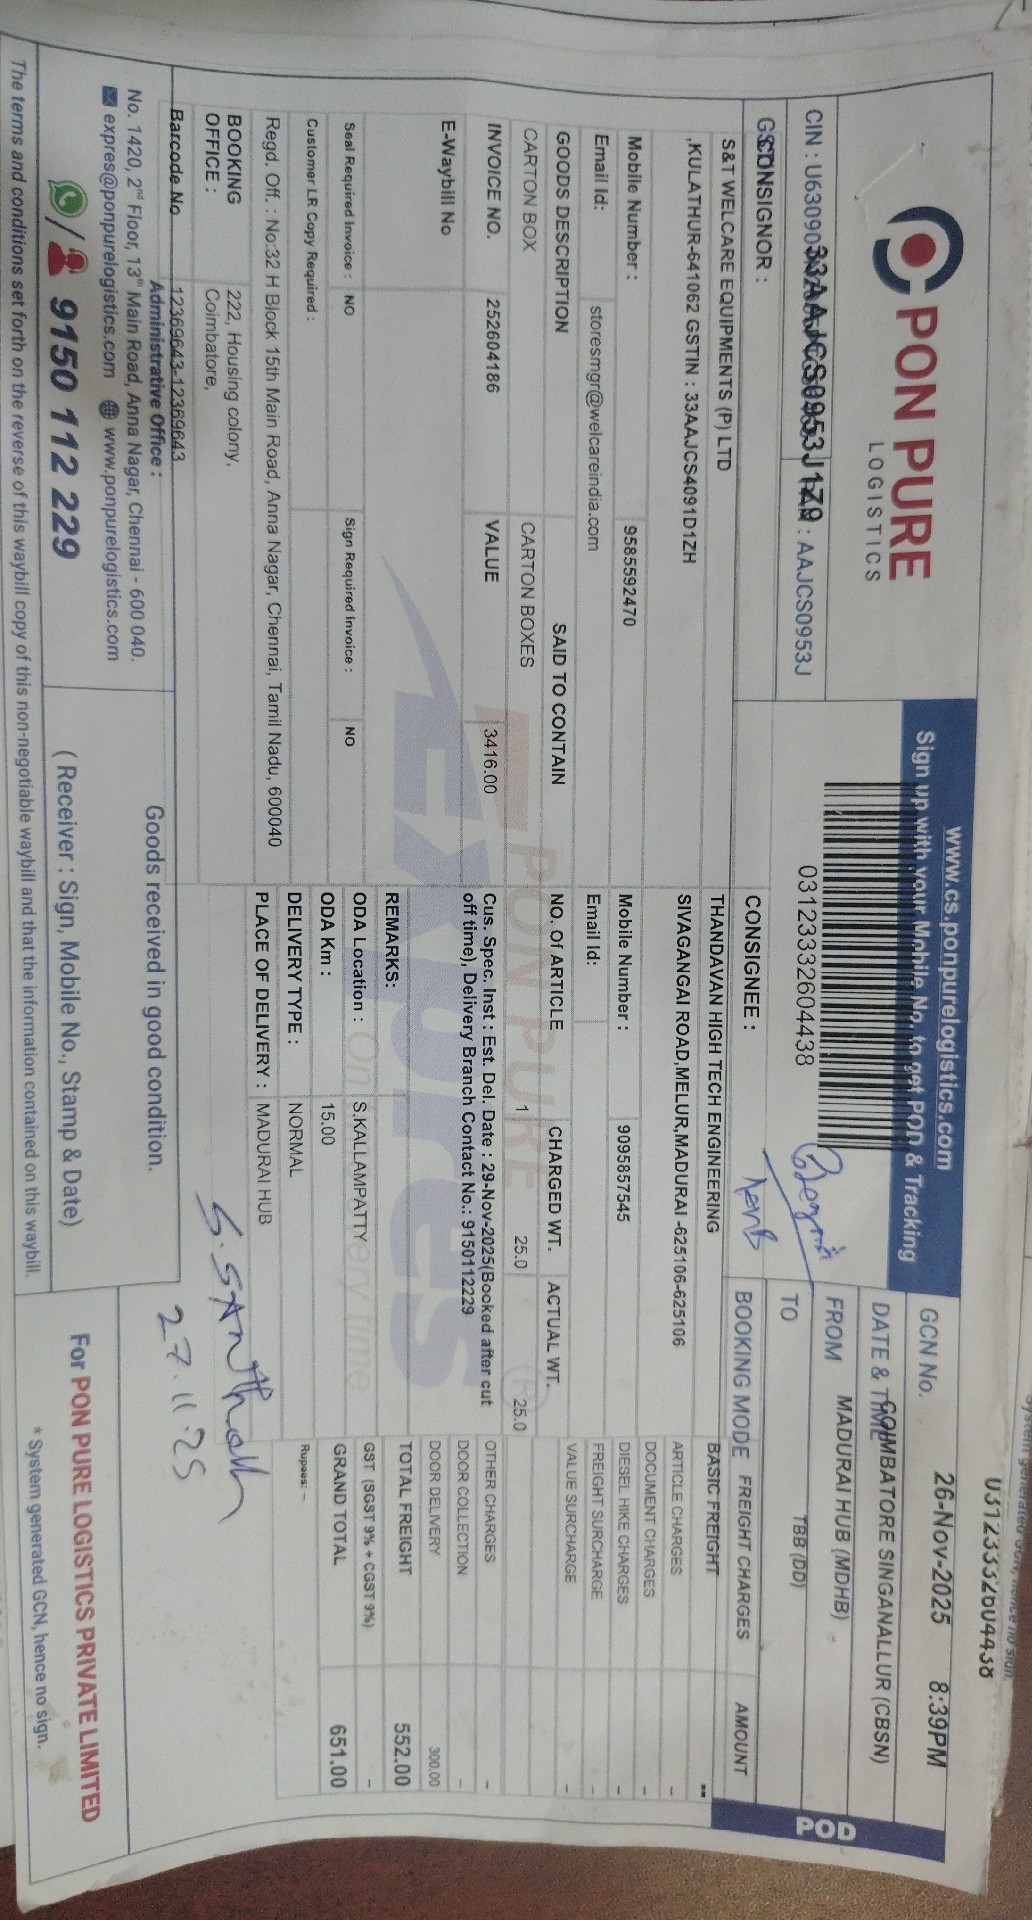 PON PURE
LOGISTICS
www.cs.ponpurelogistics.com
Sign up with your Mobile No. to get POD & Tracking
03123332604438
GCN No.
03123332604438
DATE & TIME
26-Nov-2025 8:39PM
FROM
COIMBATORE SINGANALLUR (CBSN)
TO
MADURAI HUB (MDHB)
BOOKING MODE
TBB (DD)
POD
CIN : U63090
PAN : AAJCS0953J
GSTIN
33AAJCS0953J1Z9
CONSIGNOR :
S&T WELCARE EQUIPMENTS (P) LTD
,KULATHUR-641062 GSTIN : 33AAJCS4091D1ZH
Mobile Number : 9585592470
Email Id: storesmgr@welcareindia.com
CONSIGNEE :
THANDAVAN HIGH TECH ENGINEERING
SIVAGANGAI ROAD,MELUR,MADURAI -625106-625106
Mobile Number : 9095857545
Email Id:
FREIGHT CHARGES AMOUNT
BASIC FREIGHT --
ARTICLE CHARGES -
DOCUMENT CHARGES -
DIESEL HIKE CHARGES -
FREIGHT SURCHARGE -
VALUE SURCHARGE -
OTHER CHARGES -
DOOR COLLECTION -
DOOR DELIVERY 300.00
TOTAL FREIGHT 552.00
GST (SGST 9% + CGST 9%) -
GRAND TOTAL 651.00
Rupees: -
GOODS DESCRIPTION SAID TO CONTAIN NO. Of ARTICLE CHARGED WT. ACTUAL WT.
CARTON BOX CARTON BOXES 1 25.0 25.0
INVOICE NO. 252604186 VALUE 3416.00
Cus. Spec. Inst : Est. Del. Date : 29-Nov-2025(Booked after cut
off time), Delivery Branch Contact No.: 9150112229
E-Waybill No
REMARKS:
Seal Required Invoice : NO Sign Required Invoice : NO
ODA Location : S.KALLAMPATTY
Customer LR Copy Required :
ODA Km : 15.00
DELIVERY TYPE : NORMAL
Regd. Off. : No:32 H Block 15th Main Road, Anna Nagar, Chennai, Tamil Nadu, 600040
PLACE OF DELIVERY : MADURAI HUB
PON PURE
Expres
On every time
BOOKING
OFFICE :
222, Housing colony,
Coimbatore,
Barcode No 12369643-12369643
S. SANthosh
27.11.25
Administrative Office :
No. 1420, 2nd Floor, 13th Main Road, Anna Nagar, Chennai - 600 040.
expres@ponpurelogistics.com www.ponpurelogistics.com
9150 112 229
Goods received in good condition.
( Receiver : Sign, Mobile No., Stamp & Date)
For PON PURE LOGISTICS PRIVATE LIMITED
* System generated GCN, hence no sign.
The terms and conditions set forth on the reverse of this waybill copy of this non-negotiable waybill and that the information contained on this waybill.